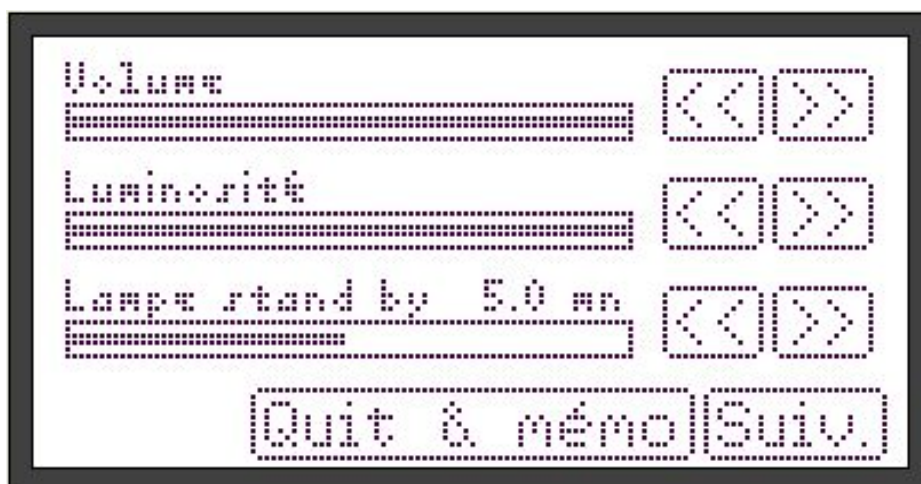 Volume << >>
Luminosité << >>
Lampe stand by 5.0 mn << >>
Quit & mémo Suiv.